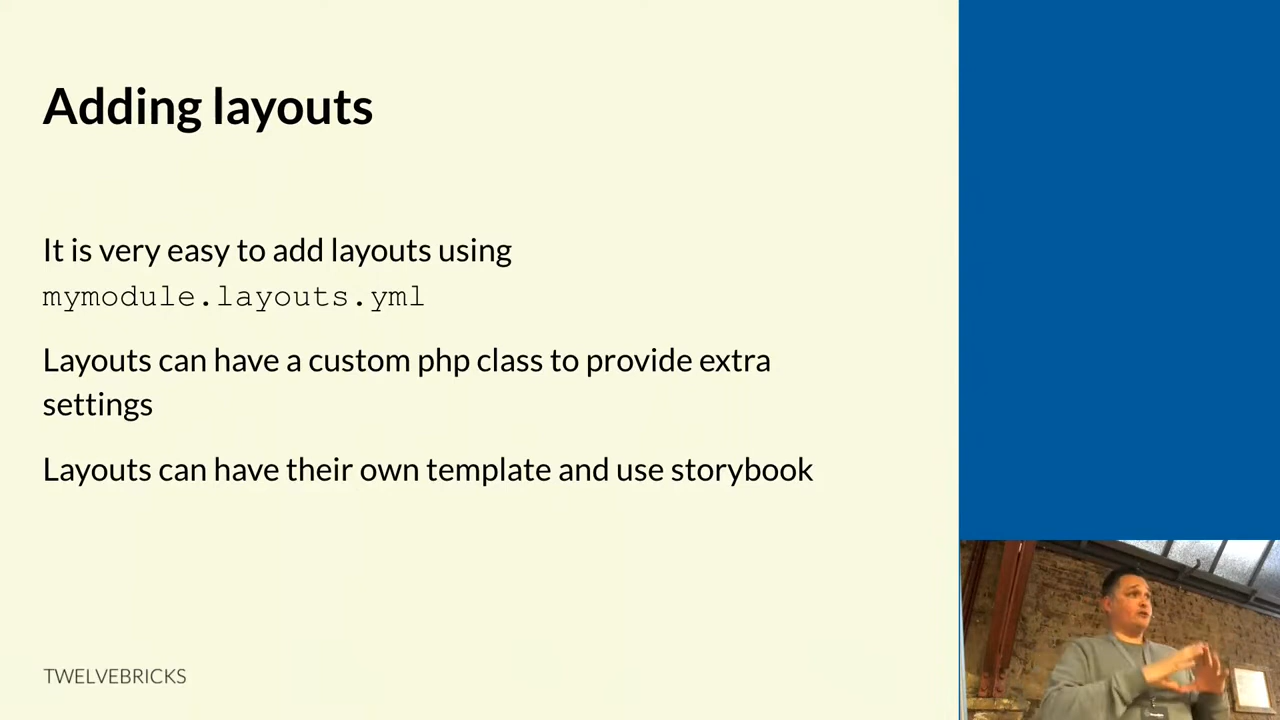 Adding layouts
It is very easy to add layouts using
mymodule.layouts.yml
Layouts can have a custom php class to provide extra
settings
Layouts can have their own template and use storybook
TWELVEBRICKS